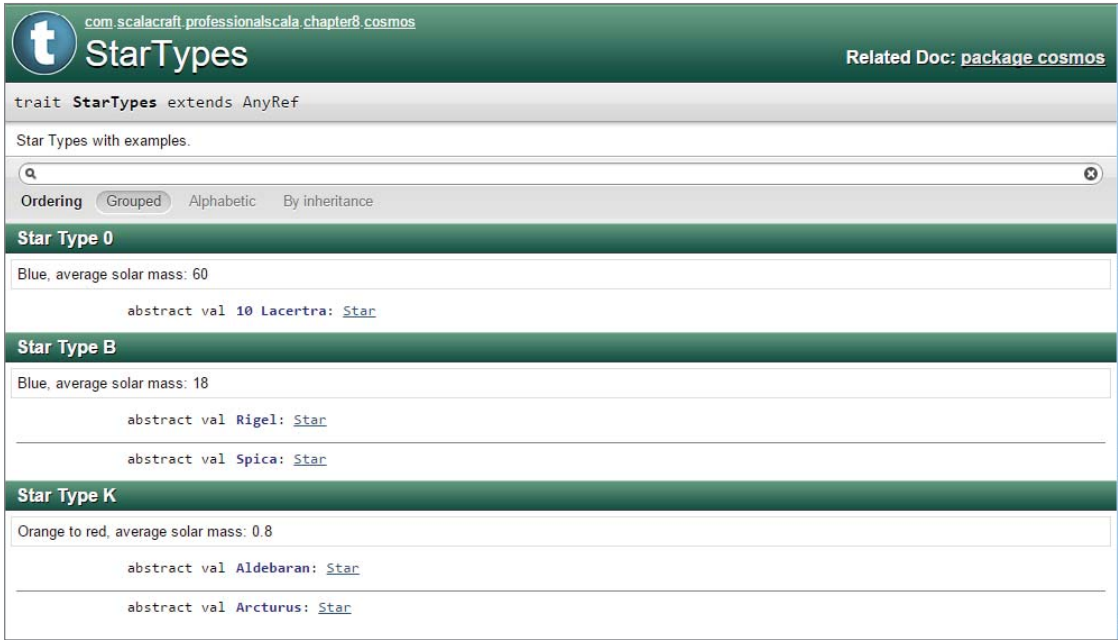 t
com.scalacraft.professionalscala.chapter8.cosmos
StarTypes
Related Doc: package cosmos
trait StarTypes extends AnyRef
Star Types with examples.
Ordering Grouped Alphabetic By inheritance
Star Type 0
Blue, average solar mass: 60
abstract val 10 Lacertra: Star
Star Type B
Blue, average solar mass: 18
abstract val Rigel: Star
abstract val Spica: Star
Star Type K
Orange to red, average solar mass: 0.8
abstract val Aldebaran: Star
abstract val Arcturus: Star